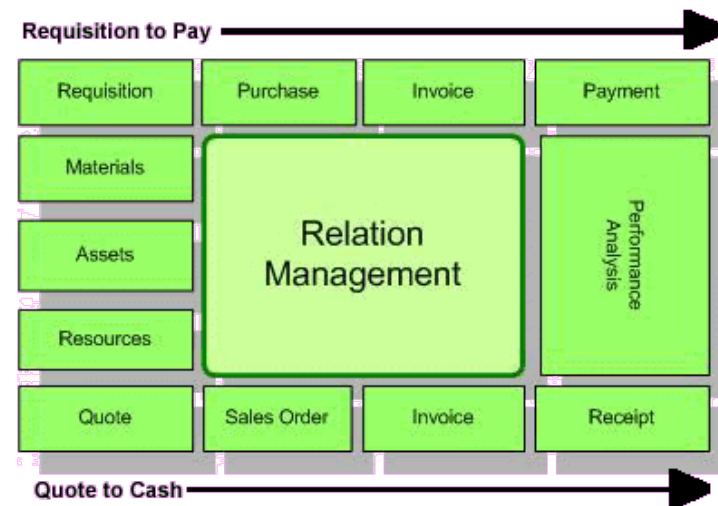 Requisition to Pay
Requisition
Purchase
Invoice
Payment
Materials
Assets
Resources
Relation
Management
Performance
Analysis
Quote
Sales Order
Invoice
Receipt
Quote to Cash